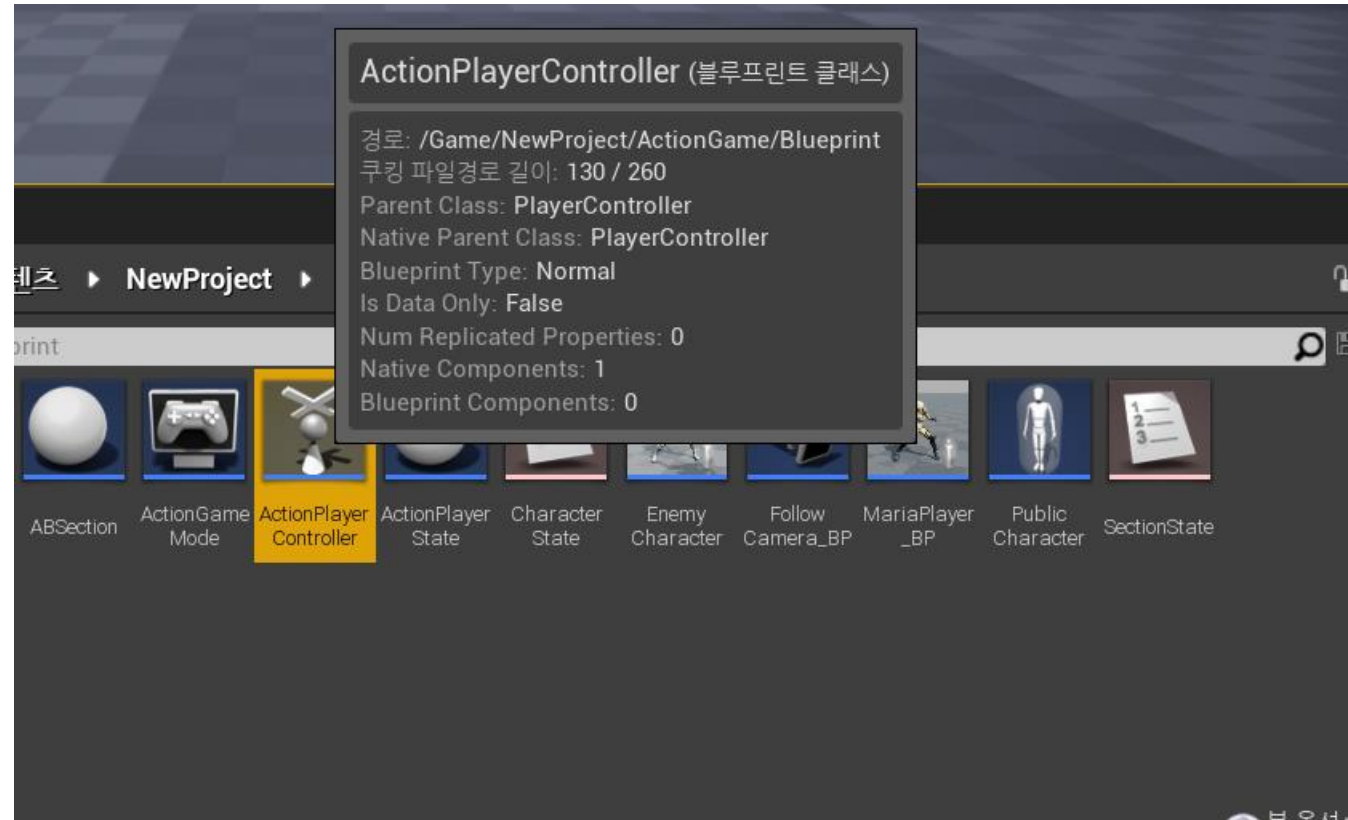 ActionPlayerController (블루프린트 클래스)
경로: /Game/NewProject/ActionGame/Blueprint
쿠킹 파일경로 길이: 130 / 260
Parent Class: PlayerController
Native Parent Class: PlayerController
Blueprint Type: Normal
Is Data Only: False
Num Replicated Properties: 0
Native Components: 1
Blueprint Components: 0
텐츠 ▸ NewProject ▸
print
ABSection
ActionGame
Mode
ActionPlayer
Controller
ActionPlayer
State
Character
State
Enemy
Character
Follow
Camera_BP
MariaPlayer
_BP
Public
Character
SectionState